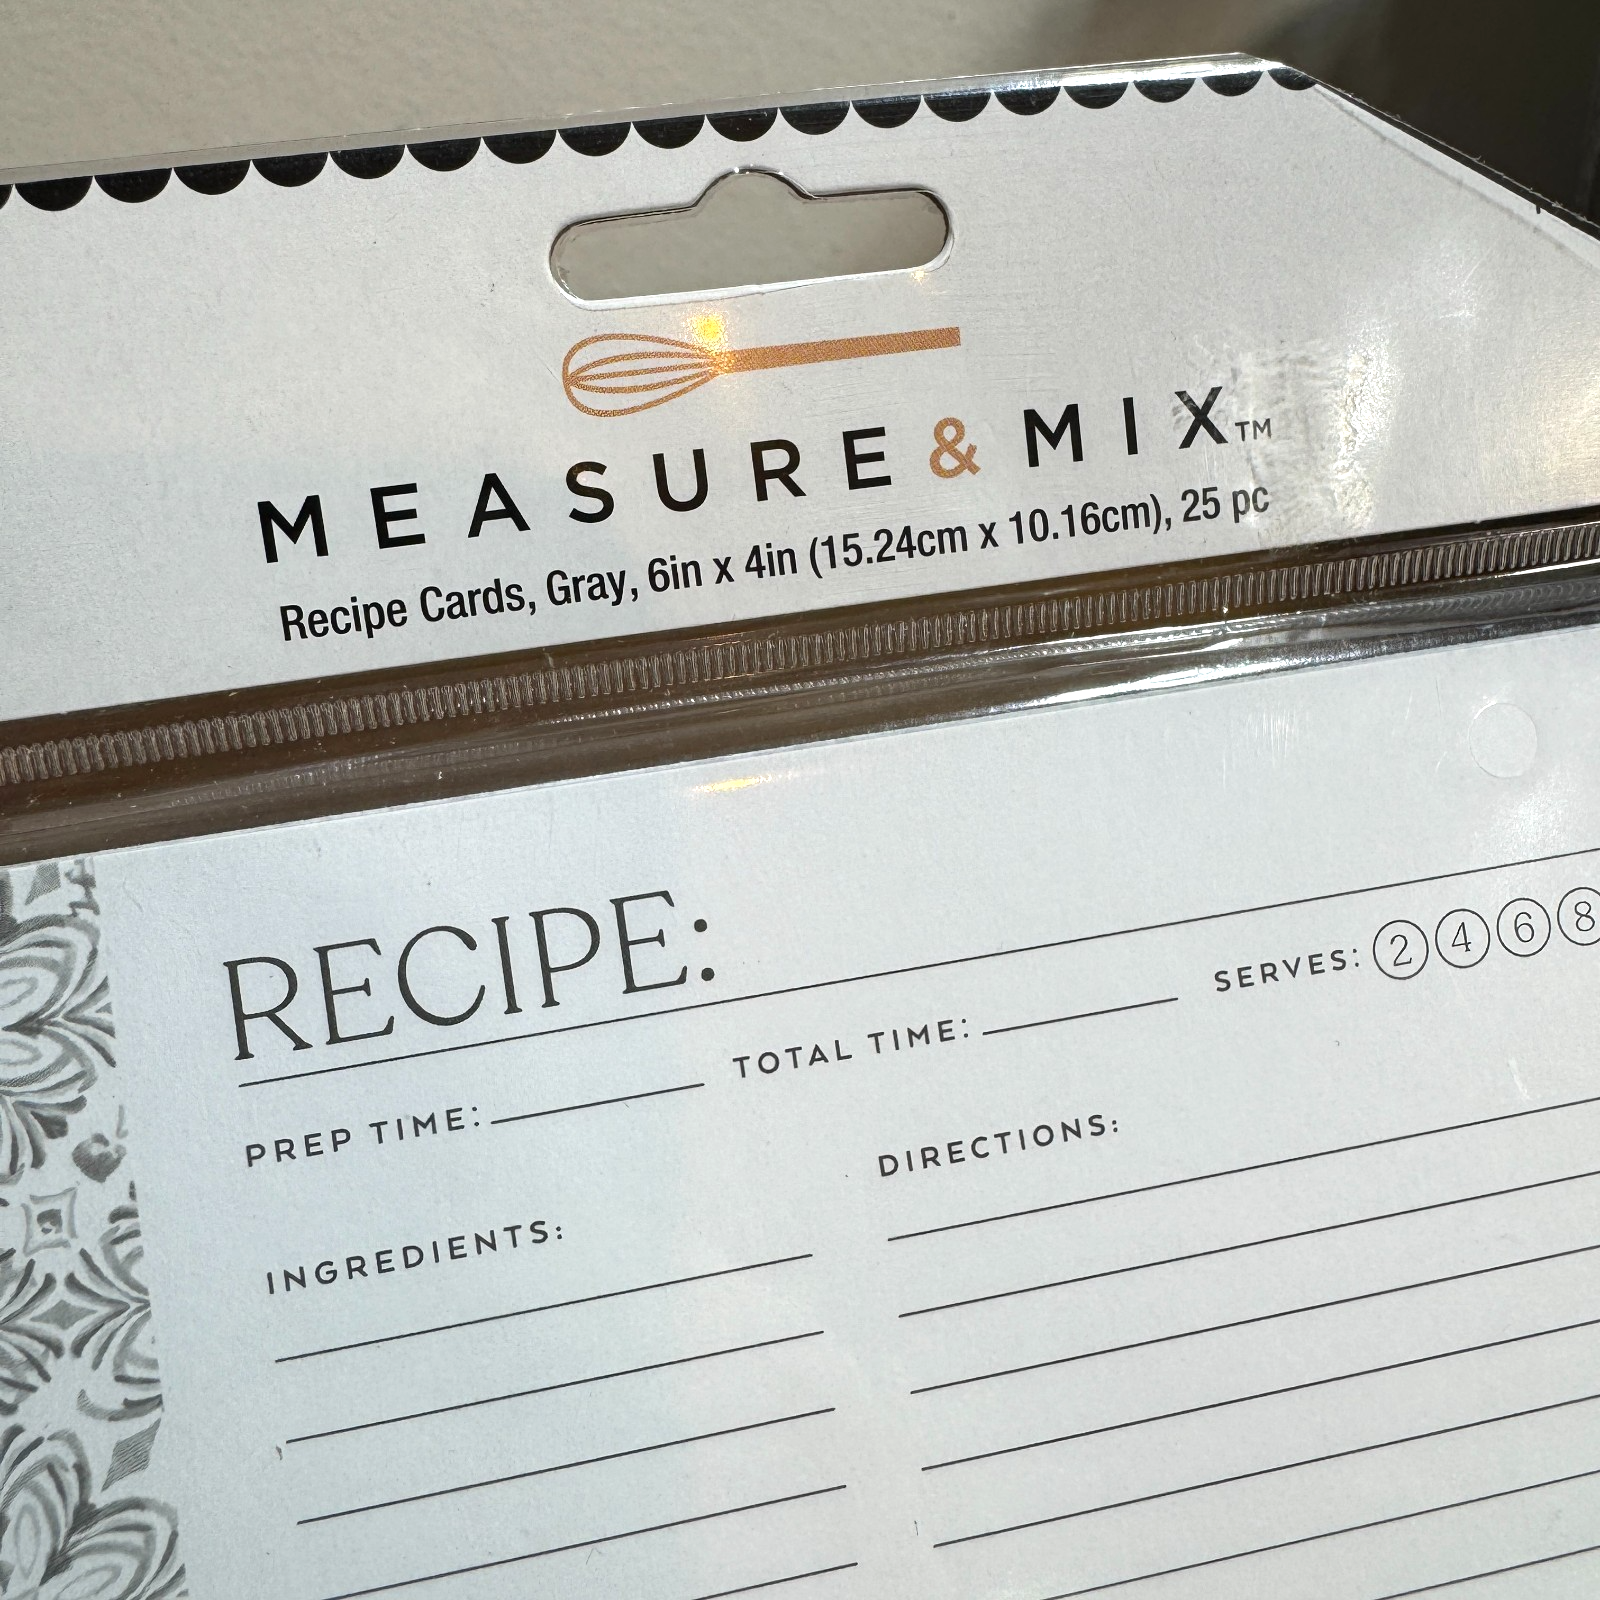 MEASURE & MIX™
Recipe Cards, Gray, 6in x 4in (15.24cm x 10.16cm), 25 pc
RECIPE:
PREP TIME: TOTAL TIME: SERVES: 2 4 6 8
INGREDIENTS: DIRECTIONS: